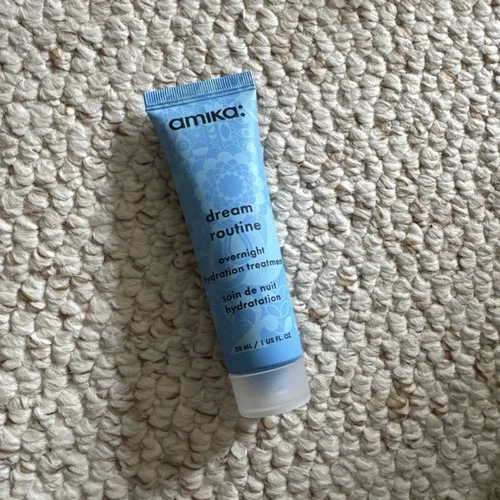 amika:
dream
routine
overnight
hydration treatment
soin de nuit
hydratation
30 ML / 1 US FL. OZ